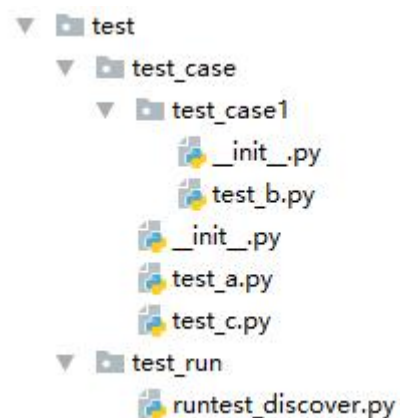 test
test_case
test_case1
__init__.py
test_b.py
__init__.py
test_a.py
test_c.py
test_run
runtest_discover.py